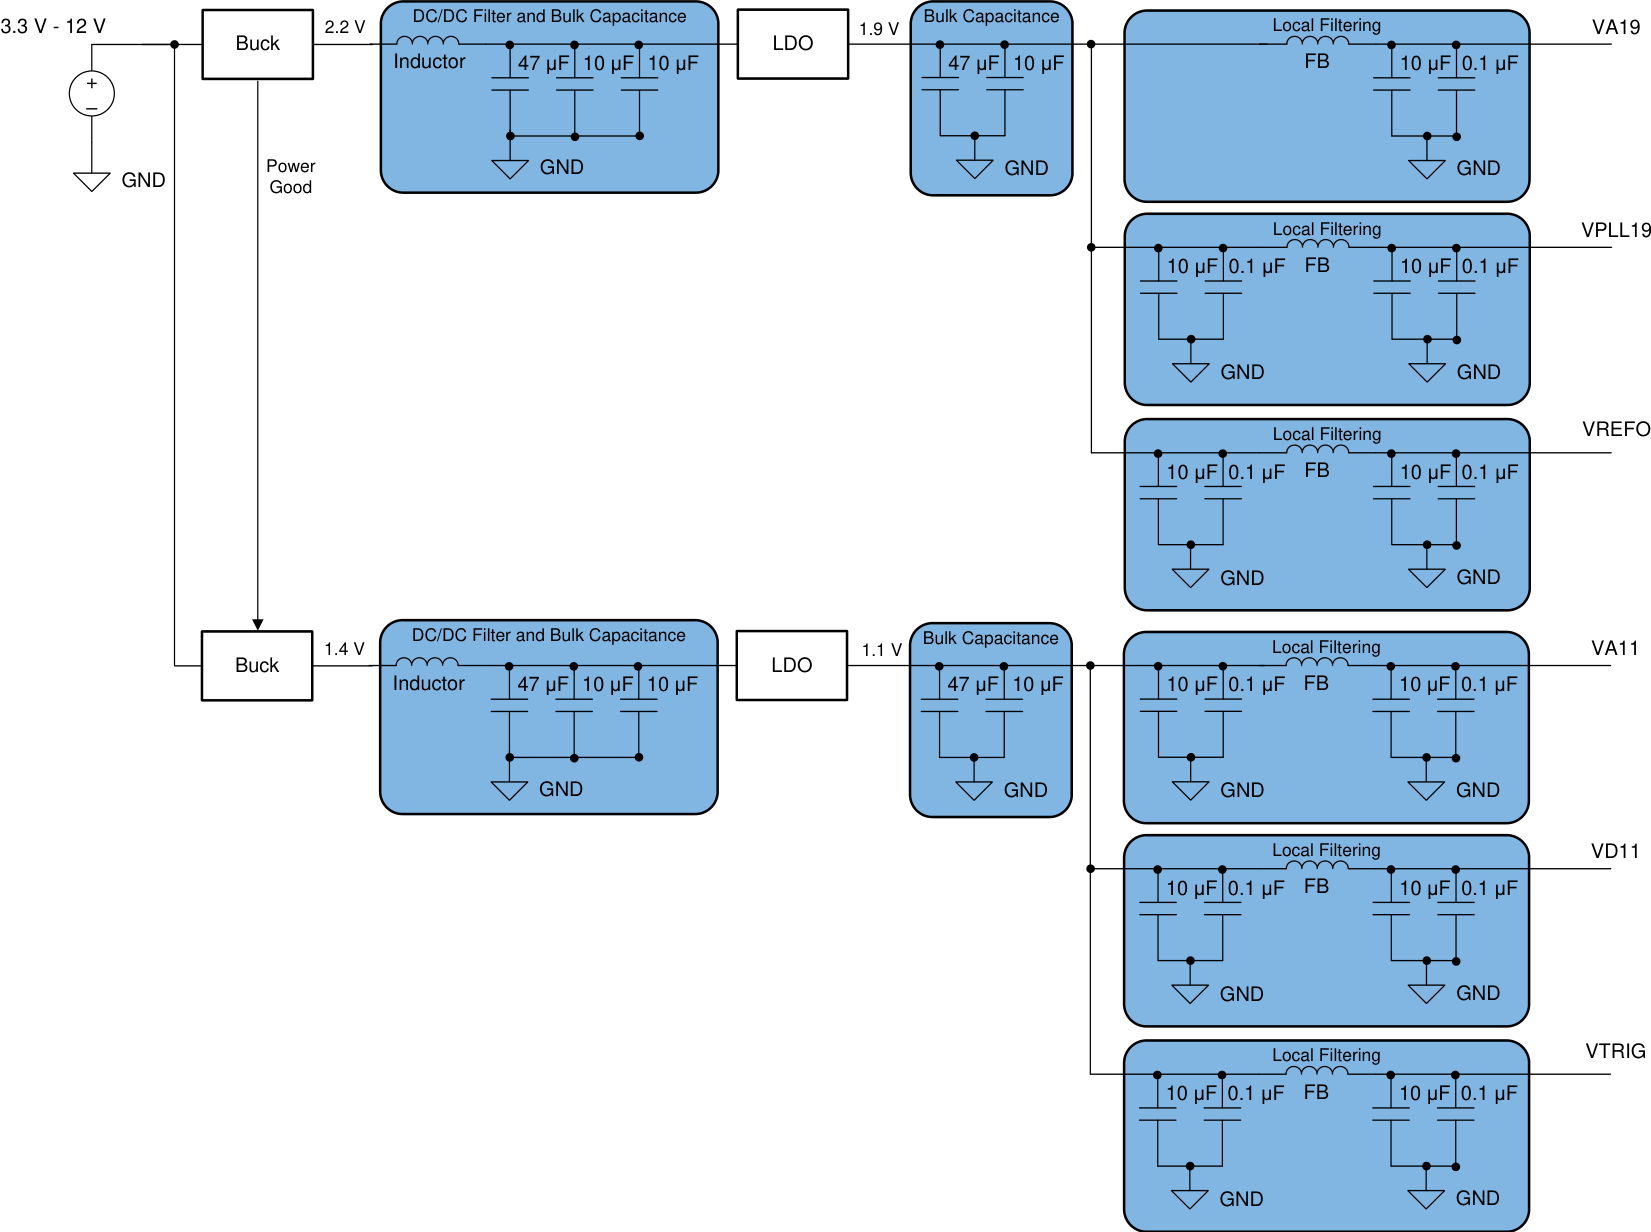 3.3 V - 12 V
Buck
2.2 V
DC/DC Filter and Bulk Capacitance
Inductor
47 µF
10 µF
10 µF
GND
LDO
1.9 V
Bulk Capacitance
47 µF
10 µF
GND
Local Filtering
FB
10 µF
0.1 µF
GND
VA19
+
−
GND
Power
Good
Local Filtering
10 µF
0.1 µF
FB
10 µF
0.1 µF
GND
GND
VPLL19
Local Filtering
10 µF
0.1 µF
FB
10 µF
0.1 µF
GND
GND
VREFO
Buck
1.4 V
DC/DC Filter and Bulk Capacitance
Inductor
47 µF
10 µF
10 µF
GND
LDO
1.1 V
Bulk Capacitance
47 µF
10 µF
GND
Local Filtering
10 µF
0.1 µF
FB
10 µF
0.1 µF
GND
GND
VA11
Local Filtering
10 µF
0.1 µF
FB
10 µF
0.1 µF
GND
GND
VD11
Local Filtering
10 µF
0.1 µF
FB
10 µF
0.1 µF
GND
GND
VTRIG